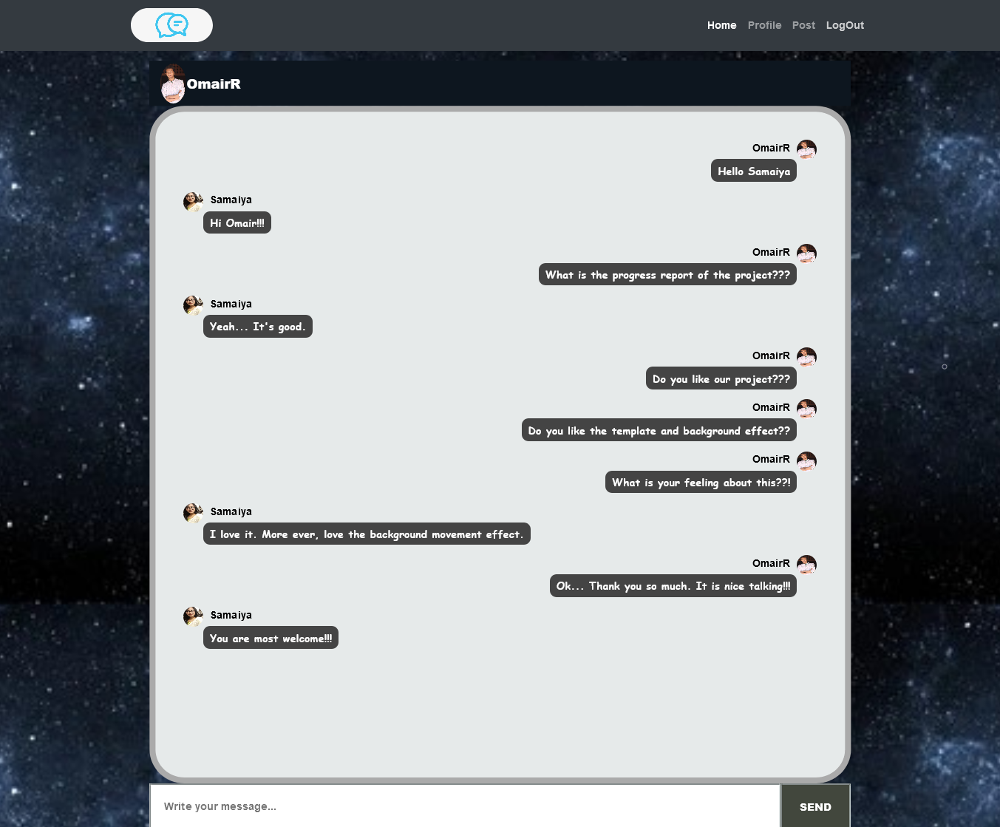 Home Profile Post LogOut
OmairR
OmairR
Hello Samaiya
Samaiya
Hi Omair!!!
OmairR
What is the progress report of the project???
Samaiya
Yeah... It's good.
OmairR
Do you like our project???
OmairR
Do you like the template and background effect??
OmairR
What is your feeling about this??!
Samaiya
I love it. More ever, love the background movement effect.
OmairR
Ok... Thank you so much. It is nice talking!!!
Samaiya
You are most welcome!!!
Write your message... SEND